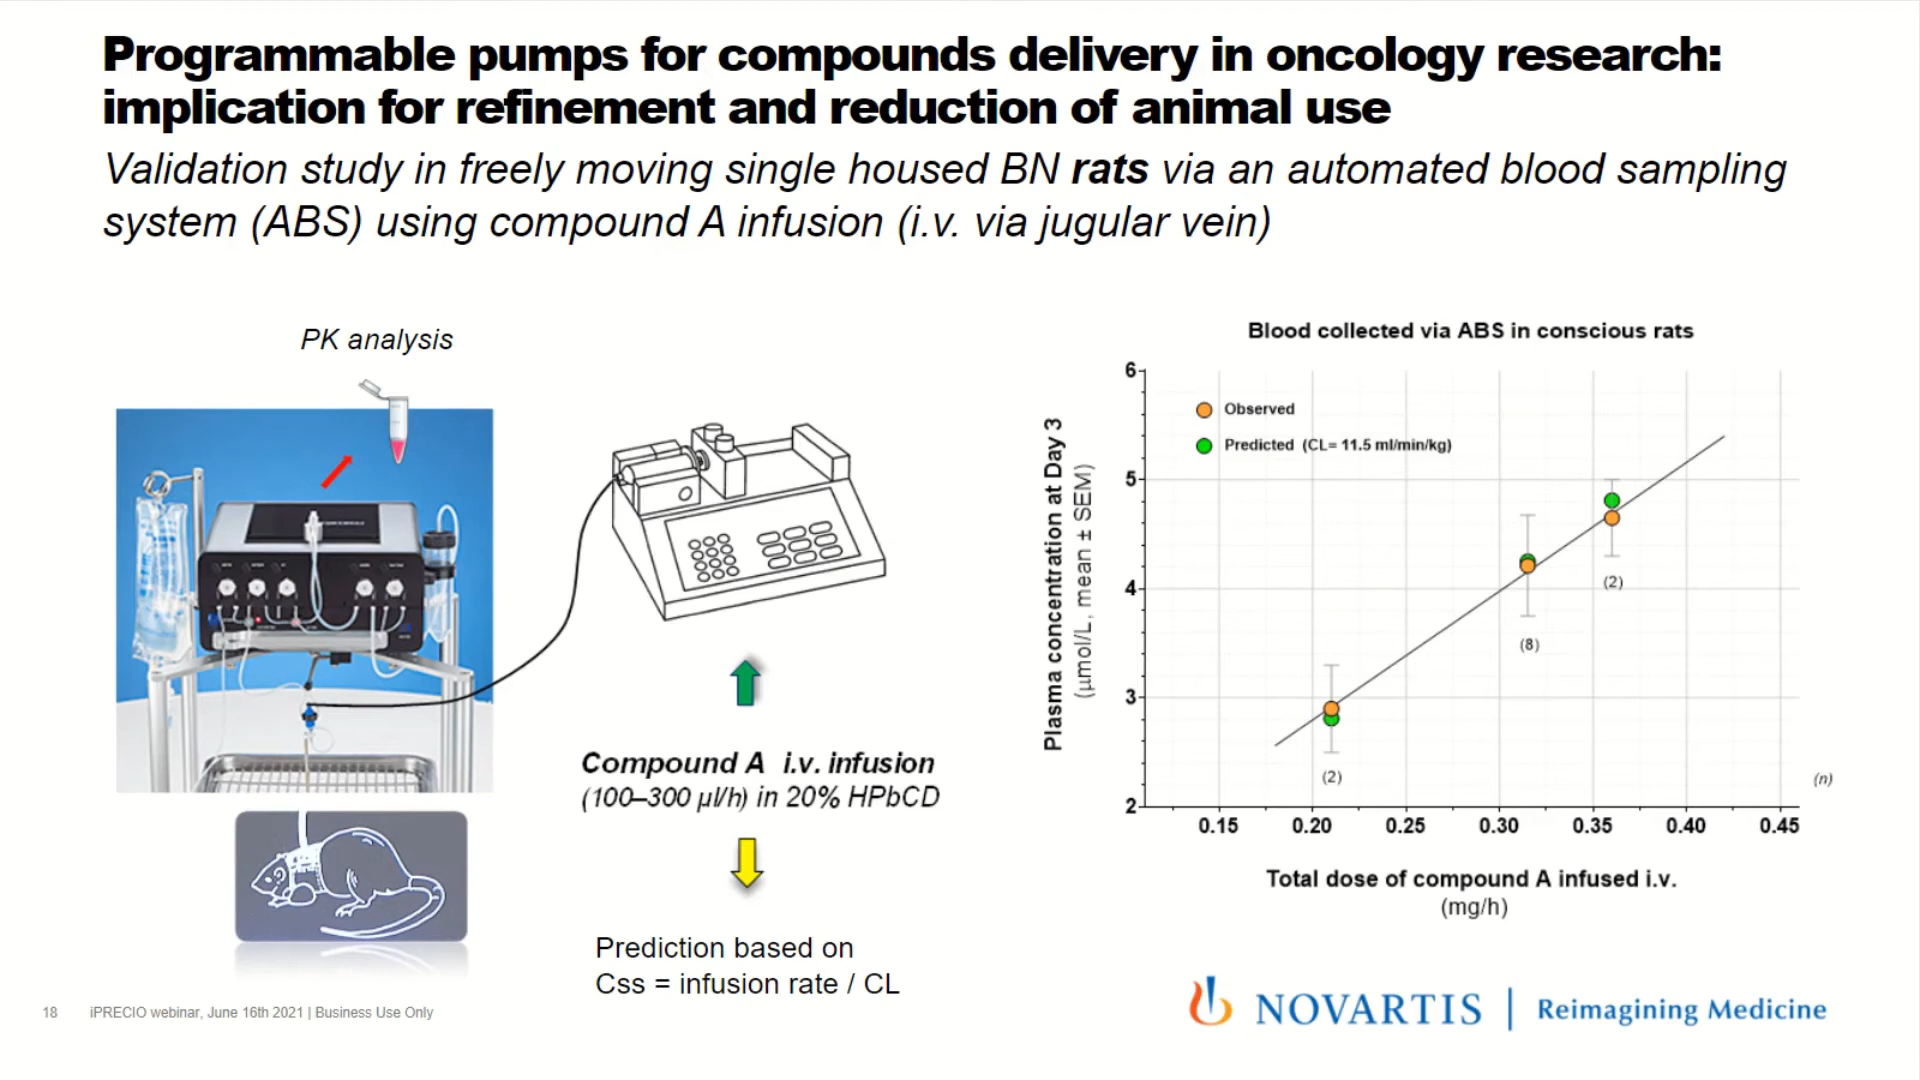 Programmable pumps for compounds delivery in oncology research:
implication for refinement and reduction of animal use
Validation study in freely moving single housed BN rats via an automated blood sampling
system (ABS) using compound A infusion (i.v. via jugular vein)
PK analysis
Compound A i.v. infusion
(100–300 µl/h) in 20% HPbCD
Prediction based on
Css = infusion rate / CL
Blood collected via ABS in conscious rats
Observed
Predicted (CL= 11.5 ml/min/kg)
Plasma concentration at Day 3
(µmol/L, mean ± SEM)
6
5
4
3
2
(2)
(8)
(2)
(n)
0.15 0.20 0.25 0.30 0.35 0.40 0.45
Total dose of compound A infused i.v.
(mg/h)
18 iPRECIO webinar, June 16th 2021 | Business Use Only
NOVARTIS | Reimagining Medicine